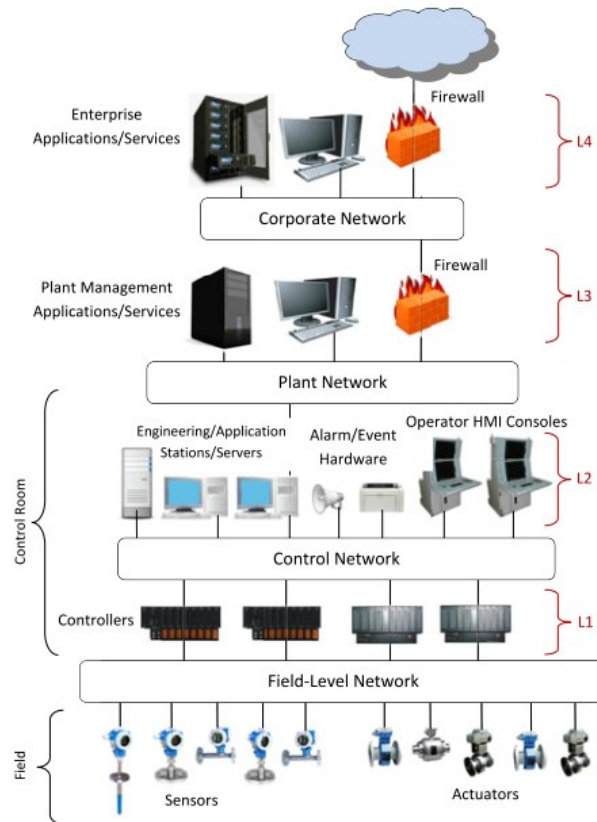 Firewall
Enterprise
Applications/Services
L4
Corporate Network
Firewall
Plant Management
Applications/Services
L3
Plant Network
Operator HMI Consoles
Engineering/Application
Stations/Servers
Alarm/Event
Hardware
L2
Control Room
Control Network
Controllers
L1
Field-Level Network
Field
Sensors
Actuators